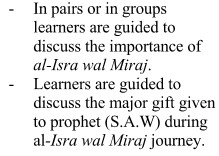 - In pairs or in groups
learners are guided to
discuss the importance of
al-Isra wal Miraj.
- Learners are guided to
discuss the major gift given
to prophet (S.A.W) during
al-Isra wal Miraj journey.